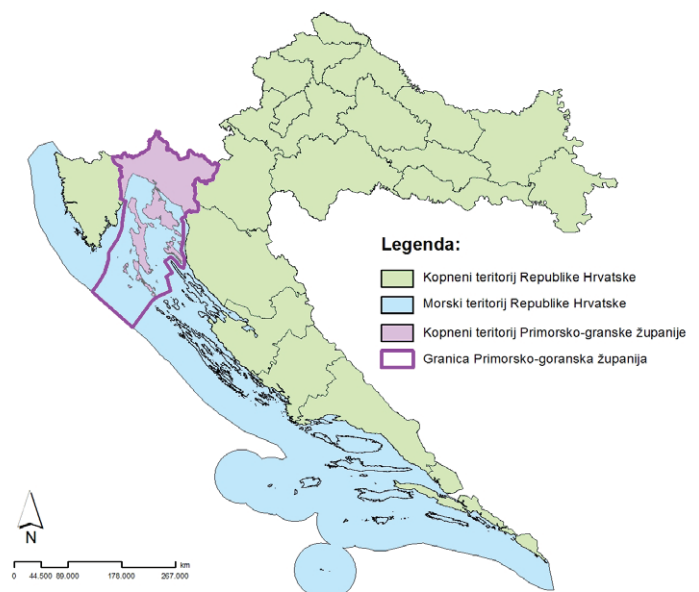 Legenda:
Kopneni teritorij Republike Hrvatske
Morski teritorij Republike Hrvatske
Kopneni teritorij Primorsko-granske županije
Granica Primorsko-goranska županija
N
km
0 44.500 89.000 178.000 267.000